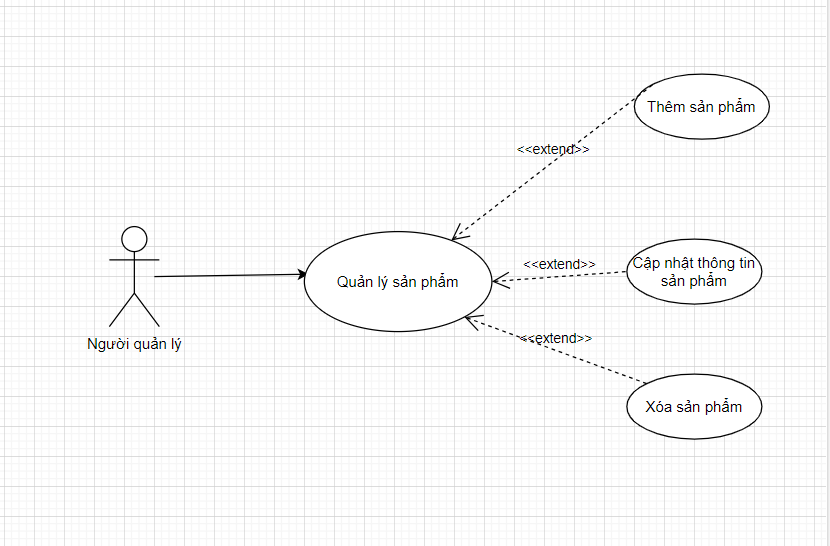 Thêm sản phẩm
<<extend>>
<<extend>>
Cập nhật thông tin
sản phẩm
Quản lý sản phẩm
<<extend>>
Người quản lý
Xóa sản phẩm